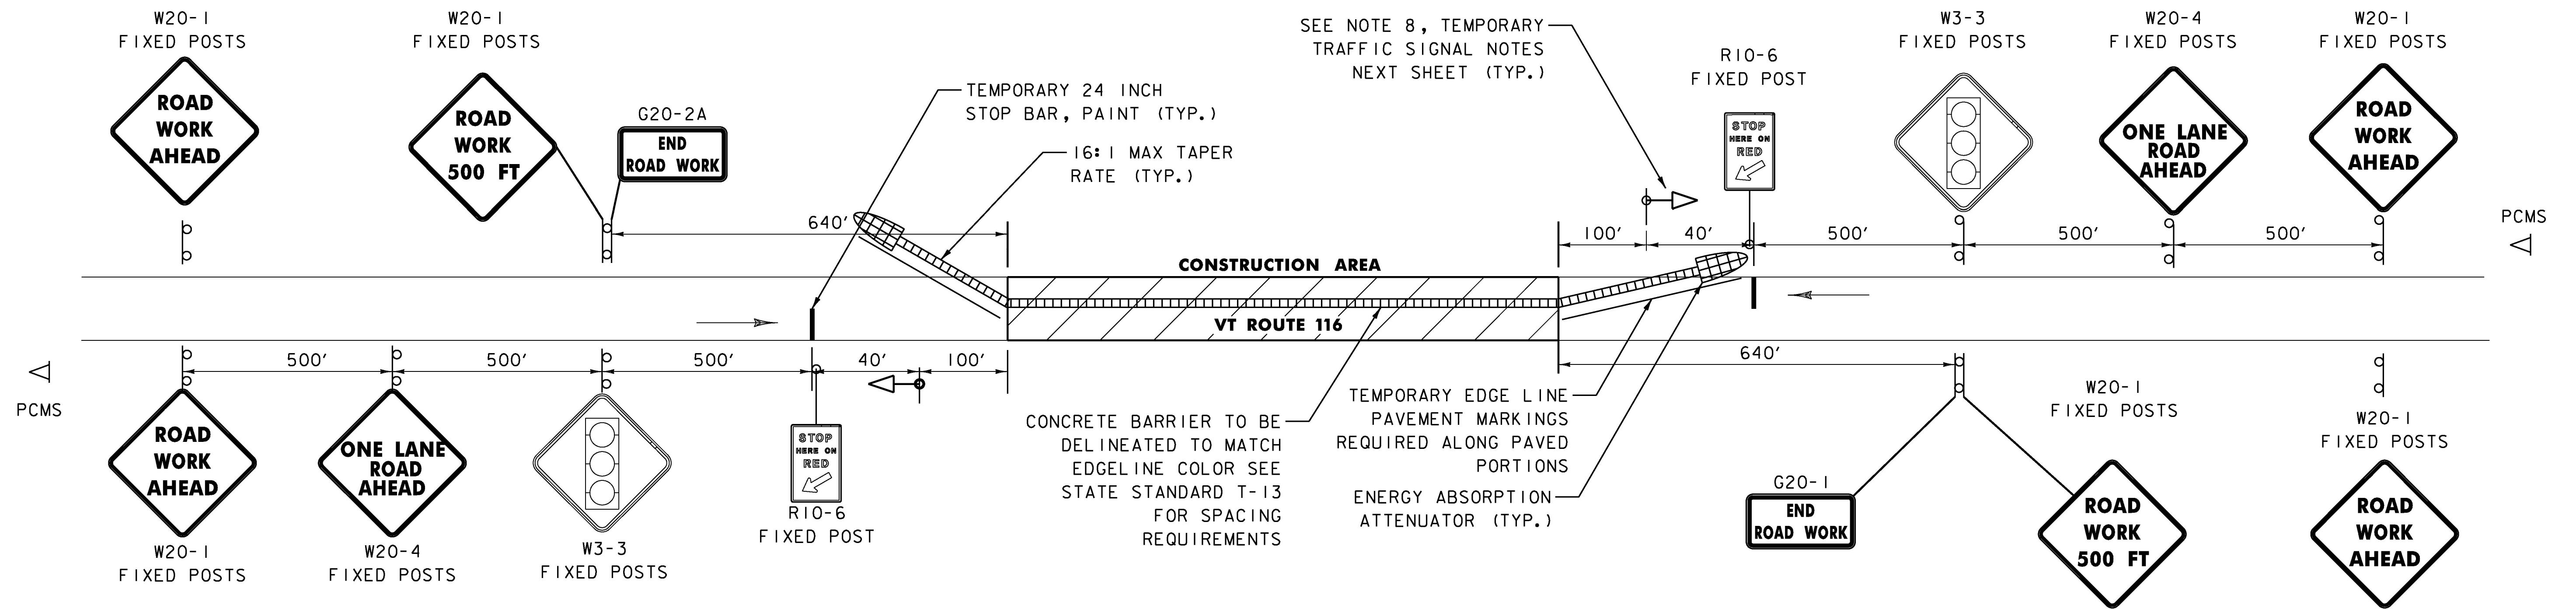 W20-1
FIXED POSTS
ROAD
WORK
AHEAD
W20-1
FIXED POSTS
ROAD
WORK
500 FT
G20-2A
END
ROAD WORK
640'
TEMPORARY 24 INCH
STOP BAR, PAINT (TYP.)
16:1 MAX TAPER
RATE (TYP.)
SEE NOTE 8, TEMPORARY
TRAFFIC SIGNAL NOTES
NEXT SHEET (TYP.)
R10-6
FIXED POST
STOP
HERE ON
RED
W3-3
FIXED POSTS
W20-4
FIXED POSTS
ONE LANE
ROAD
AHEAD
W20-1
FIXED POSTS
ROAD
WORK
AHEAD
PCMS
100'
40'
500'
500'
500'
CONSTRUCTION AREA
VT ROUTE 116
PCMS
500'
500'
500'
40'
100'
640'
ROAD
WORK
AHEAD
W20-1
FIXED POSTS
ONE LANE
ROAD
AHEAD
W20-4
FIXED POSTS
W3-3
FIXED POSTS
STOP
HERE ON
RED
R10-6
FIXED POST
CONCRETE BARRIER TO BE
DELINEATED TO MATCH
EDGELINE COLOR SEE
STATE STANDARD T-13
FOR SPACING
REQUIREMENTS
TEMPORARY EDGE LINE
PAVEMENT MARKINGS
REQUIRED ALONG PAVED
PORTIONS
ENERGY ABSORPTION
ATTENUATOR (TYP.)
G20-1
END
ROAD WORK
W20-1
FIXED POSTS
ROAD
WORK
500 FT
W20-1
FIXED POSTS
ROAD
WORK
AHEAD